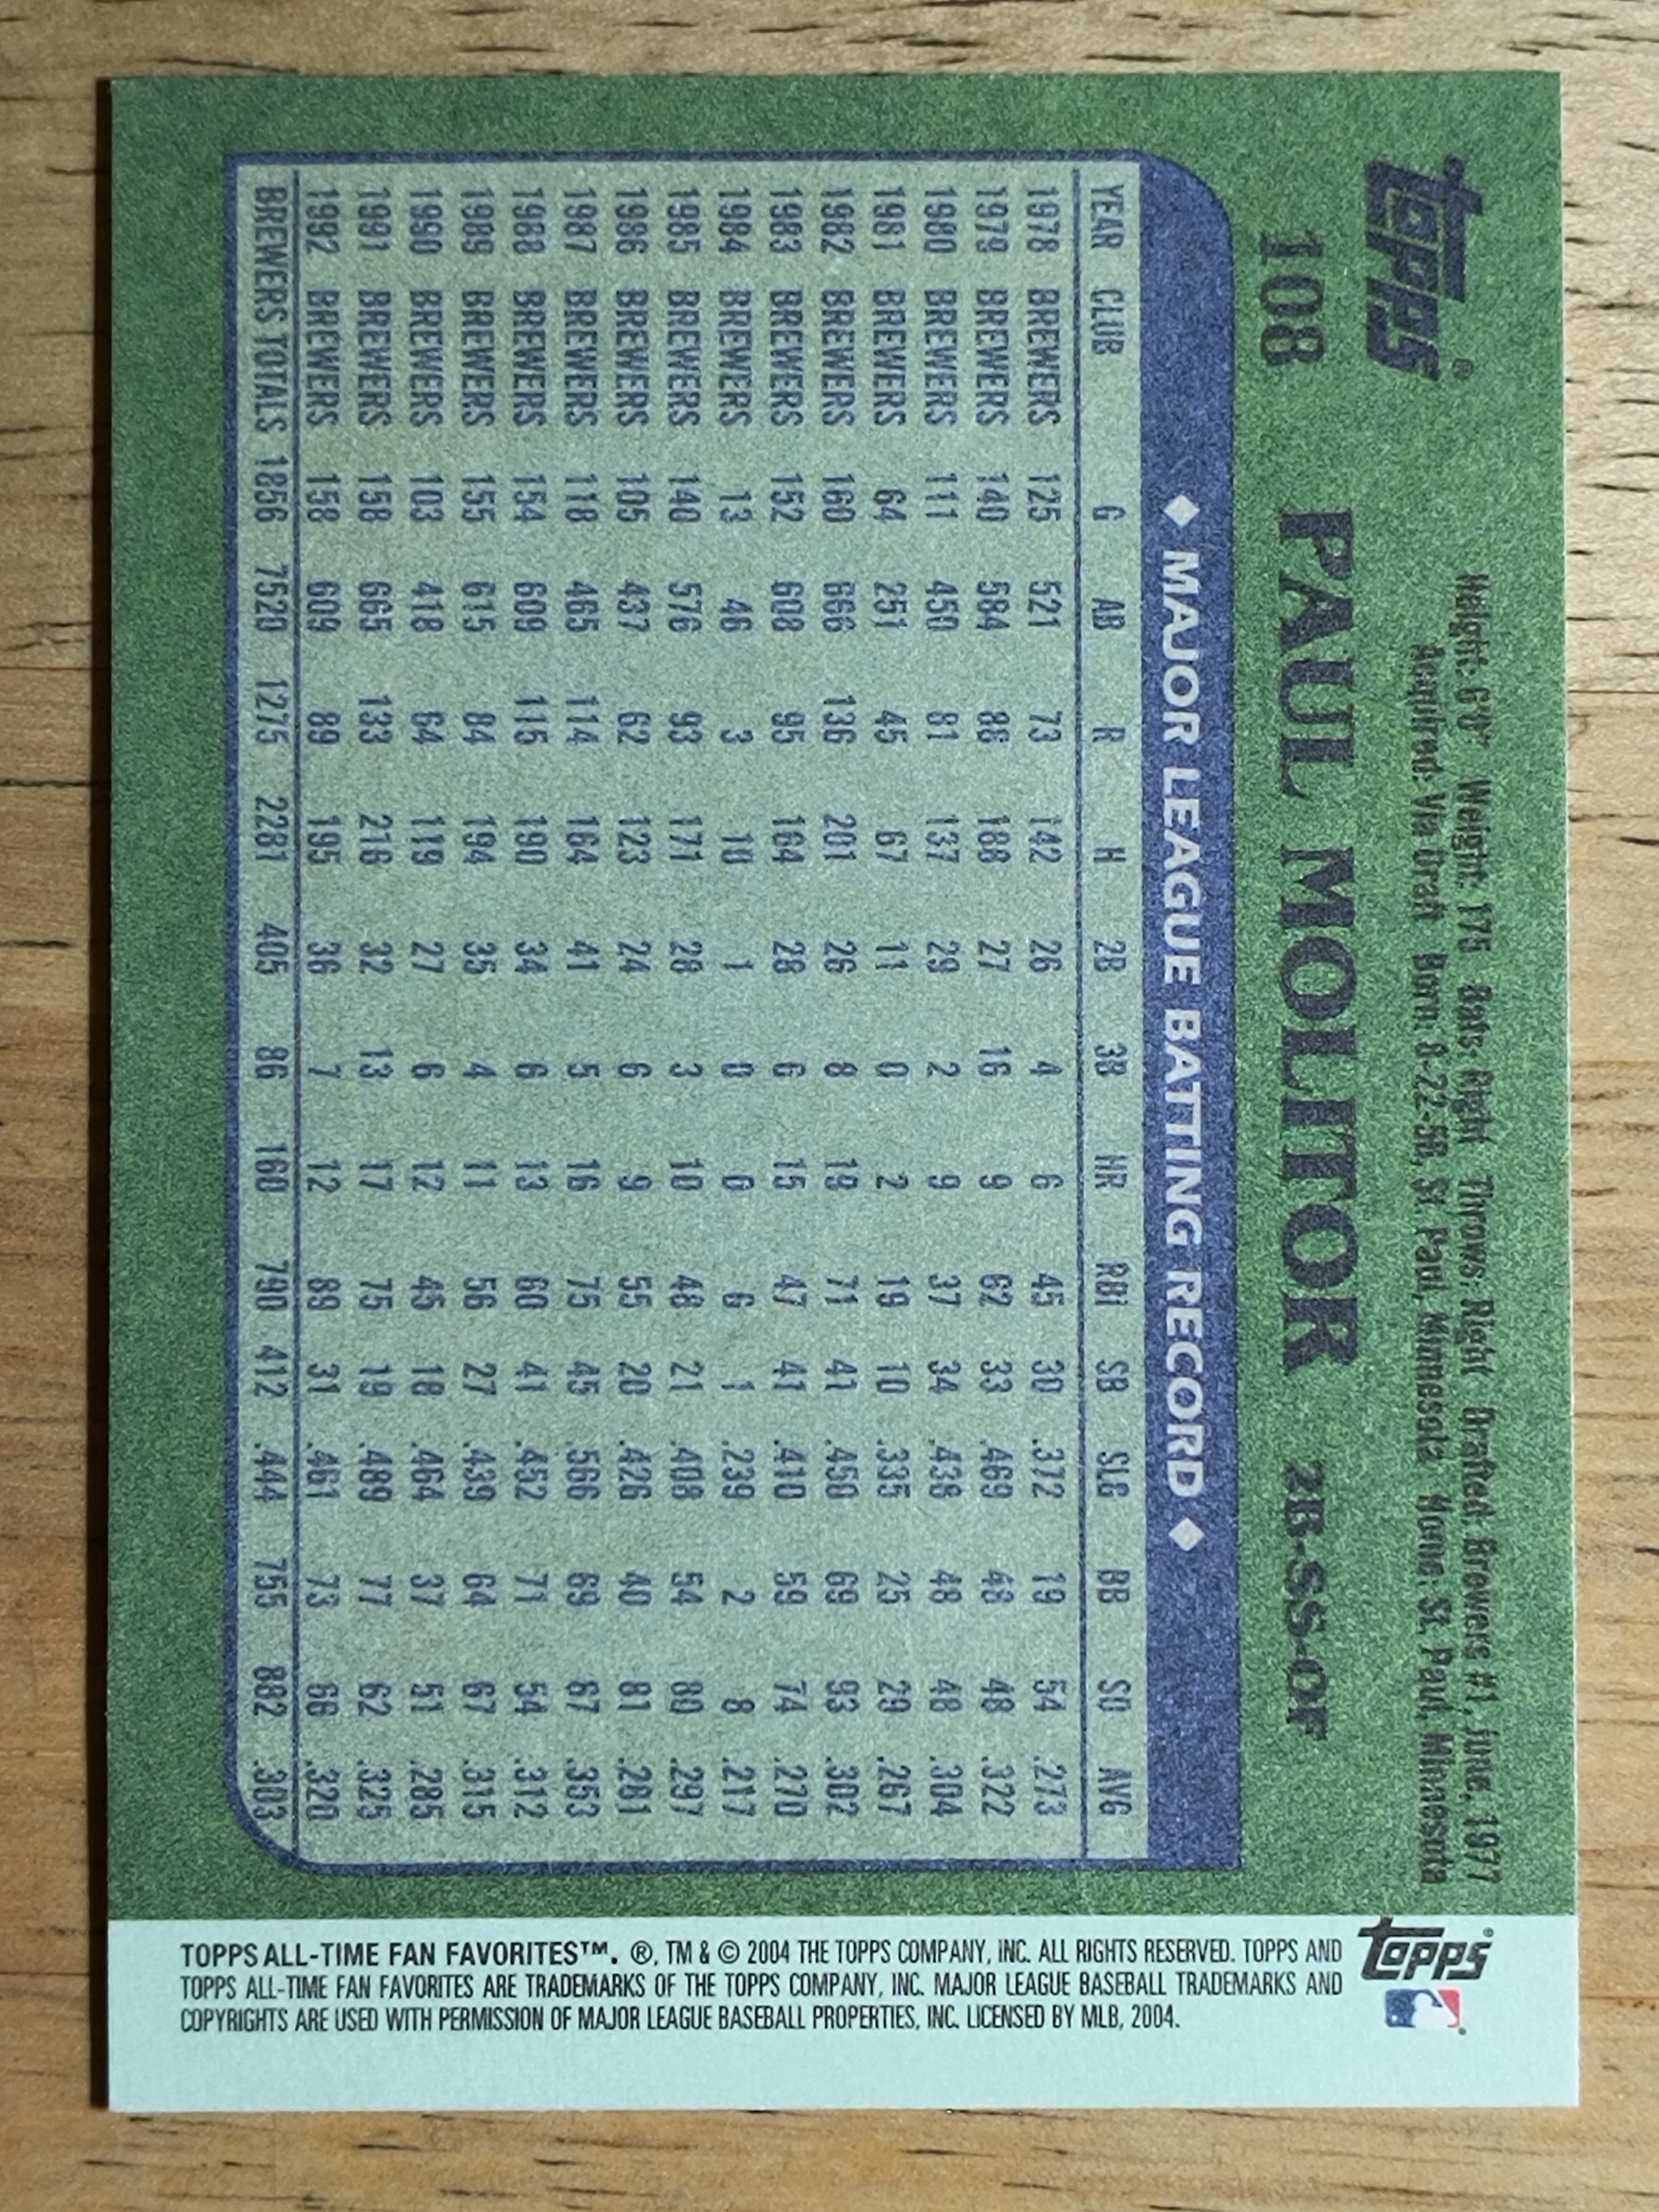 topps®
Height: 6'0" Weight: 175 Bats: Right Throws: Right Drafted: Brewers #1, June, 1977
Acquired: Via Draft Born: 8-22-56, St. Paul, Minnesota Home: St. Paul, Minnesota
108 PAUL MOLITOR 2B-SS-OF
◆ MAJOR LEAGUE BATTING RECORD ◆
YEAR CLUB G AB R H 2B 3B HR RBI SB SLG BB SO AVG
1978 BREWERS 125 521 73 142 26 4 6 45 30 .372 19 54 .273
1979 BREWERS 140 584 88 188 27 16 9 62 33 .469 48 48 .322
1980 BREWERS 111 450 81 137 29 2 9 37 34 .438 48 48 .304
1981 BREWERS 64 251 45 67 11 0 2 19 10 .335 25 29 .267
1982 BREWERS 160 666 136 201 26 8 19 71 41 .450 69 93 .302
1983 BREWERS 152 608 95 164 28 6 15 47 41 .410 59 74 .270
1984 BREWERS 13 46 3 10 1 0 0 6 1 .239 2 8 .217
1985 BREWERS 140 576 93 171 28 3 10 48 21 .408 54 80 .297
1986 BREWERS 105 437 62 123 24 6 9 55 20 .426 40 81 .281
1987 BREWERS 118 465 114 164 41 5 16 75 45 .566 69 67 .353
1988 BREWERS 154 609 115 190 34 6 13 60 41 .452 71 54 .312
1989 BREWERS 155 615 84 194 35 4 11 56 27 .439 64 67 .315
1990 BREWERS 103 418 64 119 27 6 12 45 18 .464 37 51 .285
1991 BREWERS 158 665 133 216 32 13 17 75 19 .489 77 62 .325
1992 BREWERS 158 609 89 195 36 7 12 89 31 .461 73 66 .320
BREWERS TOTALS 1856 7520 1275 2281 405 86 160 790 412 .444 755 882 .303
topps®
TOPPS ALL-TIME FAN FAVORITES™. ®, TM & © 2004 THE TOPPS COMPANY, INC. ALL RIGHTS RESERVED. TOPPS AND
TOPPS ALL-TIME FAN FAVORITES ARE TRADEMARKS OF THE TOPPS COMPANY, INC. MAJOR LEAGUE BASEBALL TRADEMARKS AND
COPYRIGHTS ARE USED WITH PERMISSION OF MAJOR LEAGUE BASEBALL PROPERTIES, INC. LICENSED BY MLB, 2004.